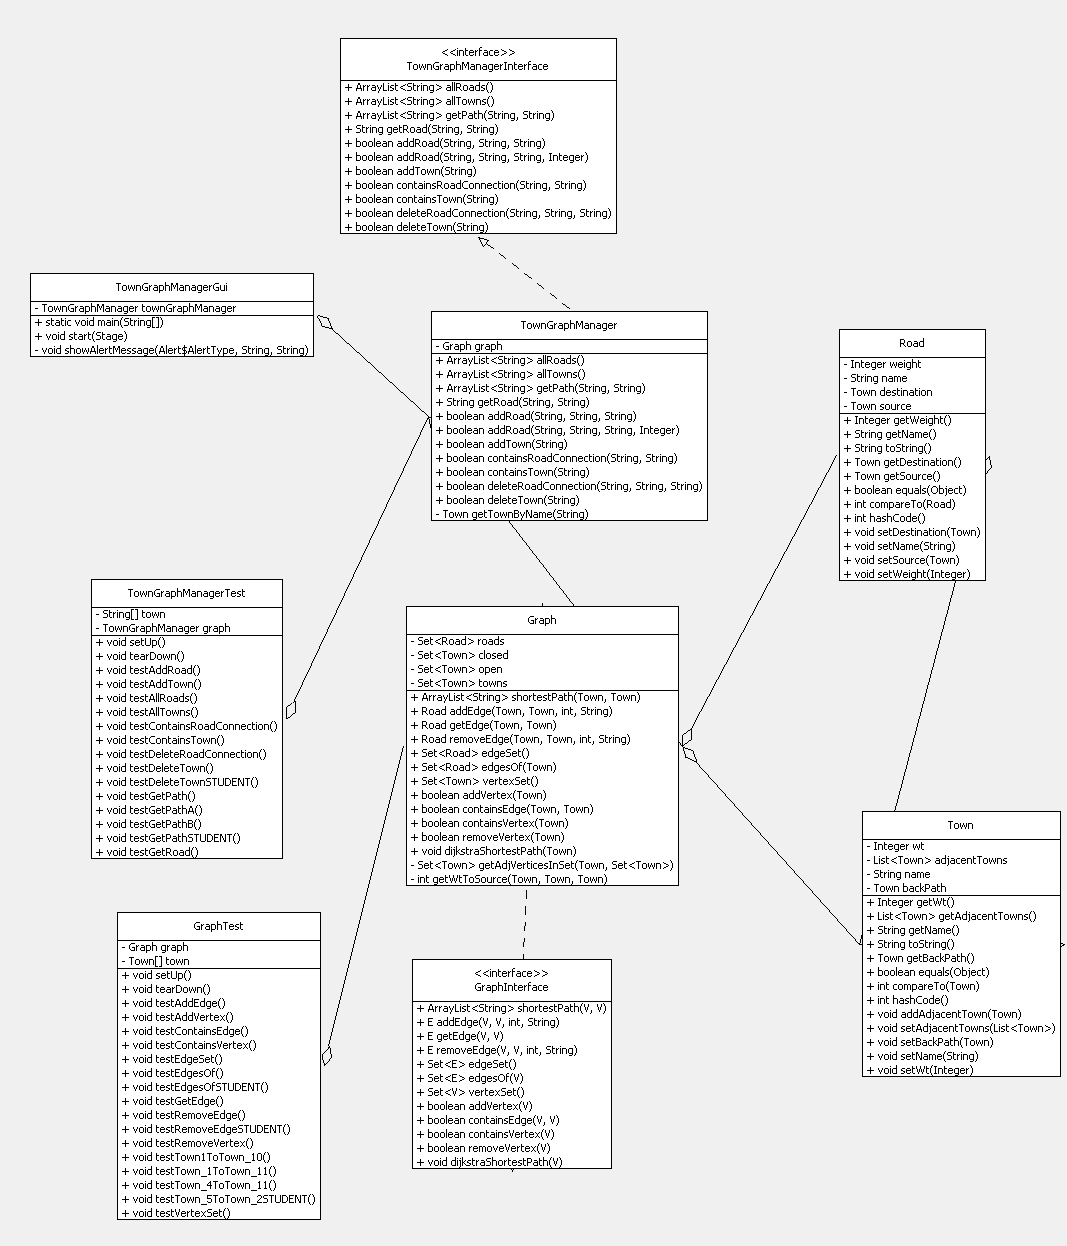 <<interface>>
TownGraphManagerInterface
+ ArrayList<String> allRoads()
+ ArrayList<String> allTowns()
+ ArrayList<String> getPath(String, String)
+ String getRoad(String, String)
+ boolean addRoad(String, String, String)
+ boolean addRoad(String, String, String, Integer)
+ boolean addTown(String)
+ boolean containsRoadConnection(String, String)
+ boolean containsTown(String)
+ boolean deleteRoadConnection(String, String, String)
+ boolean deleteTown(String)
TownGraphManagerGui
- TownGraphManager townGraphManager
+ static void main(String[])
+ void start(Stage)
- void showAlertMessage(Alert$AlertType, String, String)
TownGraphManager
- Graph graph
+ ArrayList<String> allRoads()
+ ArrayList<String> allTowns()
+ ArrayList<String> getPath(String, String)
+ String getRoad(String, String)
+ boolean addRoad(String, String, String)
+ boolean addRoad(String, String, String, Integer)
+ boolean addTown(String)
+ boolean containsRoadConnection(String, String)
+ boolean containsTown(String)
+ boolean deleteRoadConnection(String, String, String)
+ boolean deleteTown(String)
- Town getTownByName(String)
Road
- Integer weight
- String name
- Town destination
- Town source
+ Integer getWeight()
+ String getName()
+ String toString()
+ Town getDestination()
+ Town getSource()
+ boolean equals(Object)
+ int compareTo(Road)
+ int hashCode()
+ void setDestination(Town)
+ void setName(String)
+ void setSource(Town)
+ void setWeight(Integer)
TownGraphManagerTest
- String[] town
- TownGraphManager graph
+ void setUp()
+ void tearDown()
+ void testAddRoad()
+ void testAddTown()
+ void testAllRoads()
+ void testAllTowns()
+ void testContainsRoadConnection()
+ void testContainsTown()
+ void testDeleteRoadConnection()
+ void testDeleteTown()
+ void testDeleteTownSTUDENT()
+ void testGetPath()
+ void testGetPathA()
+ void testGetPathB()
+ void testGetPathSTUDENT()
+ void testGetRoad()
Graph
- Set<Road> roads
- Set<Town> closed
- Set<Town> open
- Set<Town> towns
+ ArrayList<String> shortestPath(Town, Town)
+ Road addEdge(Town, Town, int, String)
+ Road getEdge(Town, Town)
+ Road removeEdge(Town, Town, int, String)
+ Set<Road> edgeSet()
+ Set<Road> edgesOf(Town)
+ Set<Town> vertexSet()
+ boolean addVertex(Town)
+ boolean containsEdge(Town, Town)
+ boolean containsVertex(Town)
+ boolean removeVertex(Town)
+ void dijkstraShortestPath(Town)
- Set<Town> getAdjVerticesInSet(Town, Set<Town>)
- int getWtToSource(Town, Town, Town)
Town
- Integer wt
- List<Town> adjacentTowns
- String name
- Town backPath
+ Integer getWt()
+ List<Town> getAdjacentTowns()
+ String getName()
+ String toString()
+ Town getBackPath()
+ boolean equals(Object)
+ int compareTo(Town)
+ int hashCode()
+ void addAdjacentTown(Town)
+ void setAdjacentTowns(List<Town>)
+ void setBackPath(Town)
+ void setName(String)
+ void setWt(Integer)
GraphTest
- Graph graph
- Town[] town
+ void setUp()
+ void tearDown()
+ void testAddEdge()
+ void testAddVertex()
+ void testContainsEdge()
+ void testContainsVertex()
+ void testEdgeSet()
+ void testEdgesOf()
+ void testEdgesOfSTUDENT()
+ void testGetEdge()
+ void testRemoveEdge()
+ void testRemoveEdgeSTUDENT()
+ void testRemoveVertex()
+ void testTown1ToTown_10()
+ void testTown_1ToTown_11()
+ void testTown_4ToTown_11()
+ void testTown_5ToTown_2STUDENT()
+ void testVertexSet()
<<interface>>
GraphInterface
+ ArrayList<String> shortestPath(V, V)
+ E addEdge(V, V, int, String)
+ E getEdge(V, V)
+ E removeEdge(V, V, int, String)
+ Set<E> edgeSet()
+ Set<E> edgesOf(V)
+ Set<V> vertexSet()
+ boolean addVertex(V)
+ boolean containsEdge(V, V)
+ boolean containsVertex(V)
+ boolean removeVertex(V)
+ void dijkstraShortestPath(V)